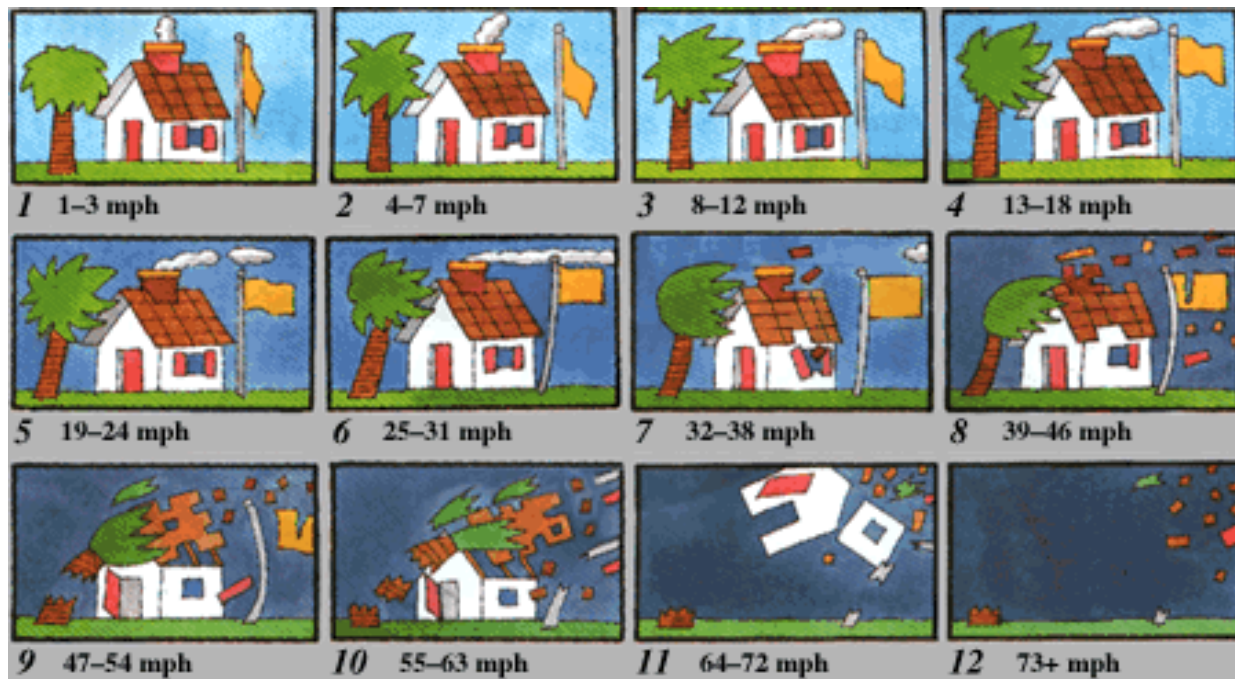 1 1–3 mph
2 4–7 mph
3 8–12 mph
4 13–18 mph
5 19–24 mph
6 25–31 mph
7 32–38 mph
8 39–46 mph
9 47–54 mph
10 55–63 mph
11 64–72 mph
12 73+ mph